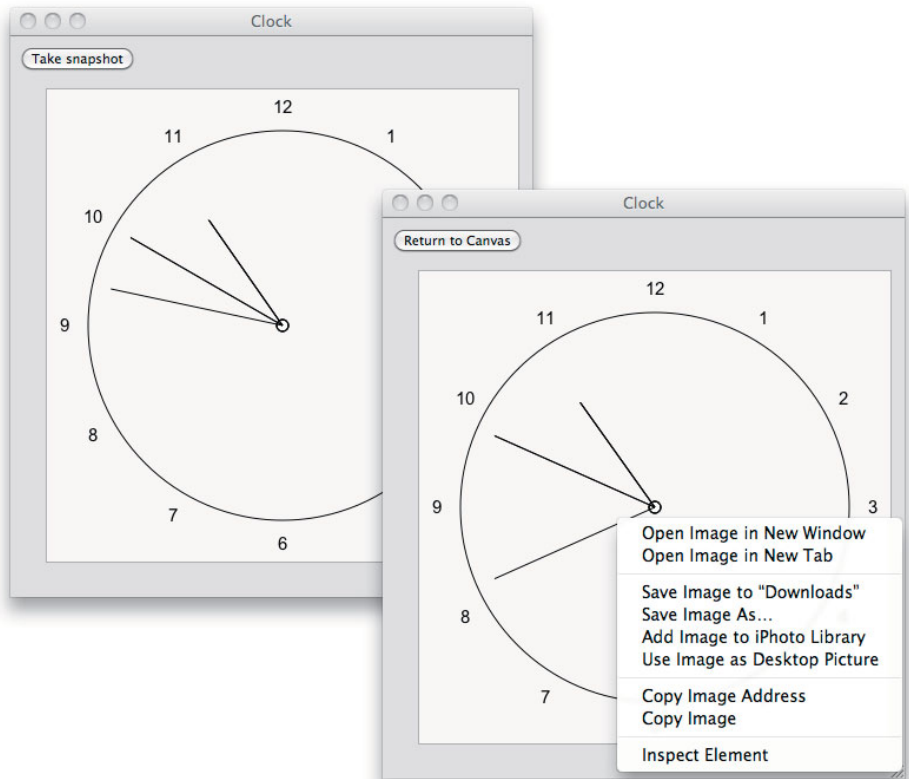 Clock
Take snapshot
12
11
1
10
9
8
7
6
Clock
Return to Canvas
12
11
1
10
2
9
3
8
7
Open Image in New Window
Open Image in New Tab
Save Image to “Downloads”
Save Image As...
Add Image to iPhoto Library
Use Image as Desktop Picture
Copy Image Address
Copy Image
Inspect Element